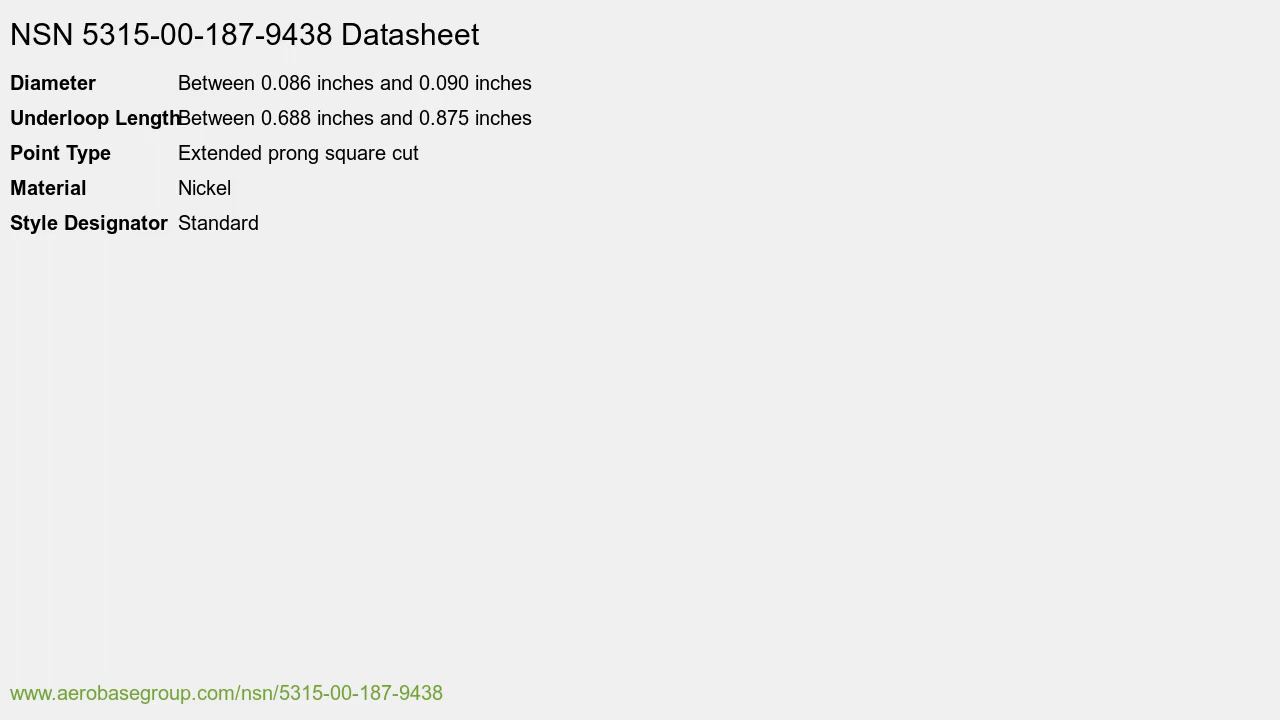 NSN 5315-00-187-9438 Datasheet
Diameter Between 0.086 inches and 0.090 inches
Underloop Length Between 0.688 inches and 0.875 inches
Point Type Extended prong square cut
Material Nickel
Style Designator Standard
www.aerobasegroup.com/nsn/5315-00-187-9438